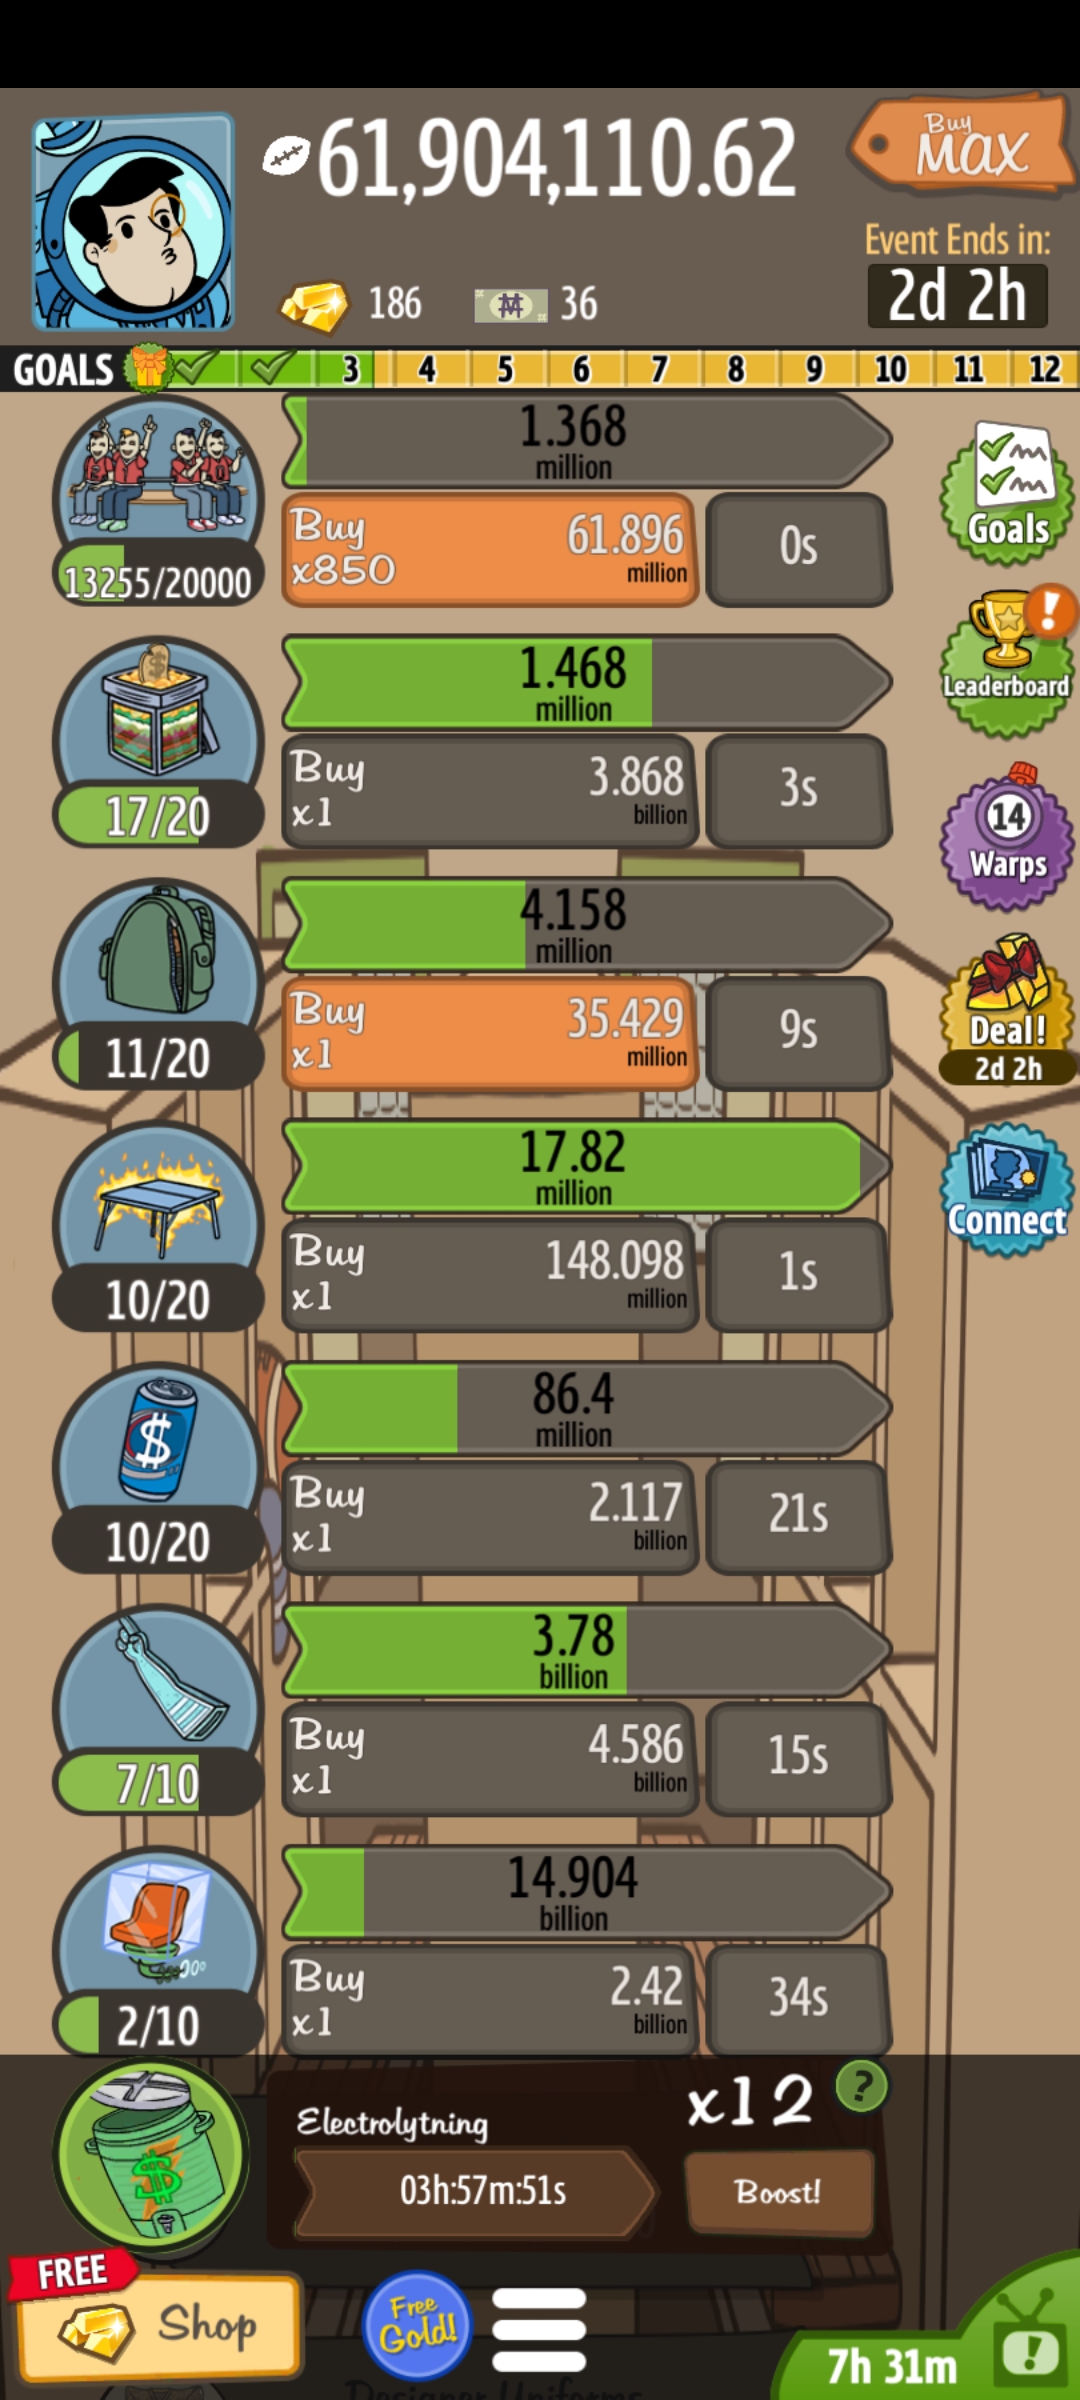 61,904,110.62
Buy
MAX
Event Ends in:
186
36
2d 2h
GOALS 3 4 5 6 7 8 9 10 11 12
1.368
million
Buy
x850
61.896
million
0s
13255/20000
Goals
1.468
million
Buy
x1
3.868
billion
3s
17/20
Leaderboard
14
Warps
4.158
million
Buy
x1
35.429
million
9s
11/20
Deal!
2d 2h
17.82
million
Buy
x1
148.098
million
1s
10/20
Connect
86.4
million
Buy
x1
2.117
billion
21s
10/20
3.78
billion
Buy
x1
4.586
billion
15s
7/10
14.904
billion
Buy
x1
2.42
billion
34s
2/10
Electrolytning
x12
?
03h:57m:51s
Boost!
FREE
Shop
Free
Gold!
7h 31m
Designer Uniforms